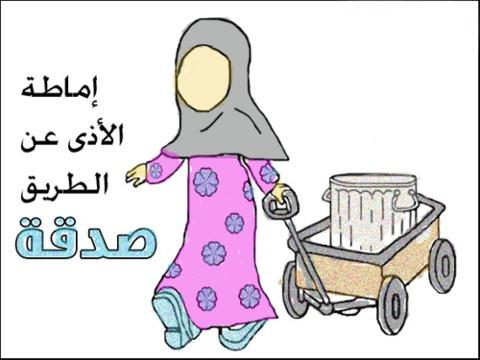 إماطة
الأذى عن
الطريق
صدقة